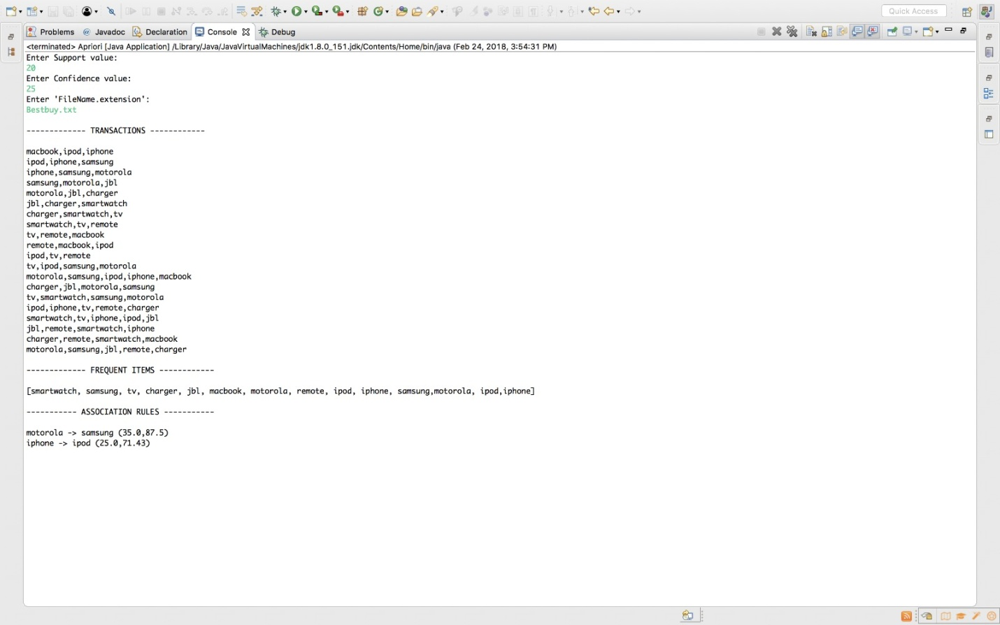 Quick Access
Problems @ Javadoc Declaration Console Debug
<terminated> Apriori [Java Application] /Library/Java/JavaVirtualMachines/jdk1.8.0_151.jdk/Contents/Home/bin/java (Feb 24, 2018, 3:54:31 PM)
Enter Support value:
20
Enter Confidence value:
25
Enter 'FileName.extension':
Bestbuy.txt
------------- TRANSACTIONS ------------
macbook,ipod,iphone
ipod,iphone,samsung
iphone,samsung,motorola
samsung,motorola,jbl
motorola,jbl,charger
jbl,charger,smartwatch
charger,smartwatch,tv
smartwatch,tv,remote
tv,remote,macbook
remote,macbook,ipod
ipod,tv,remote
tv,ipod,samsung,motorola
motorola,samsung,ipod,iphone,macbook
charger,jbl,motorola,samsung
tv,smartwatch,samsung,motorola
ipod,iphone,tv,remote,charger
smartwatch,tv,iphone,ipod,jbl
jbl,remote,smartwatch,iphone
charger,remote,smartwatch,macbook
motorola,samsung,jbl,remote,charger
------------- FREQUENT ITEMS ------------
[smartwatch, samsung, tv, charger, jbl, macbook, motorola, remote, ipod, iphone, samsung,motorola, ipod,iphone]
----------- ASSOCIATION RULES -----------
motorola -> samsung (35.0,87.5)
iphone -> ipod (25.0,71.43)